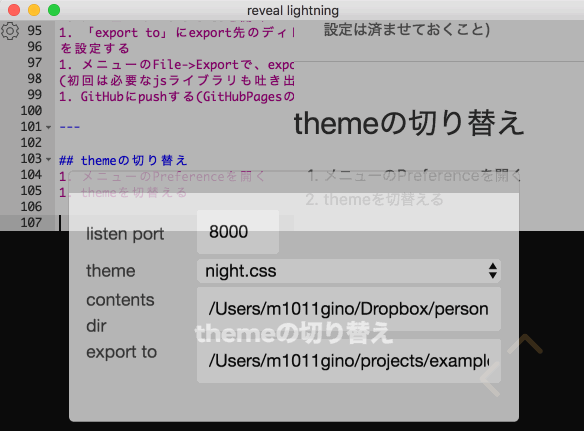 reveal lightning
95 1. 「export to」にexport先のディ
96 を設定する
97 1. メニューのFile->Exportで、expo
98 (初回は必要なjsライブラリも吐き出
99 1. GitHubにpushする(GitHubPagesの
100
101 ---
102
103 ## themeの切り替え
104 1. メニューのPreferenceを開く
105 1. themeを切替える
106
107
設定は済ませておくこと)
themeの切り替え
1. メニューのPreferenceを開く
2. themeを切替える
listen port 8000
theme night.css
contents dir /Users/m1011gino/Dropbox/person
themeの切り替え
export to /Users/m1011gino/projects/example